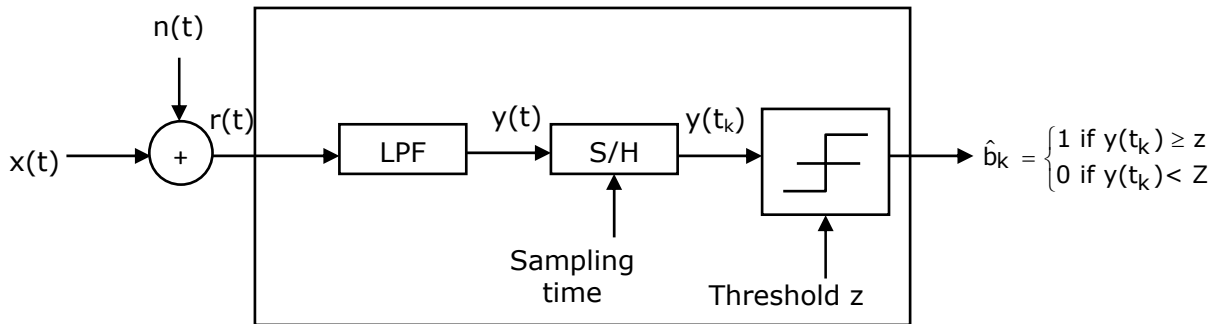 n(t)
x(t)
+
r(t)
LPF
y(t)
S/H
y(tₖ)
b̂ₖ = {1 if y(tₖ) ≥ z
{0 if y(tₖ) < Z
Sampling
time
Threshold z